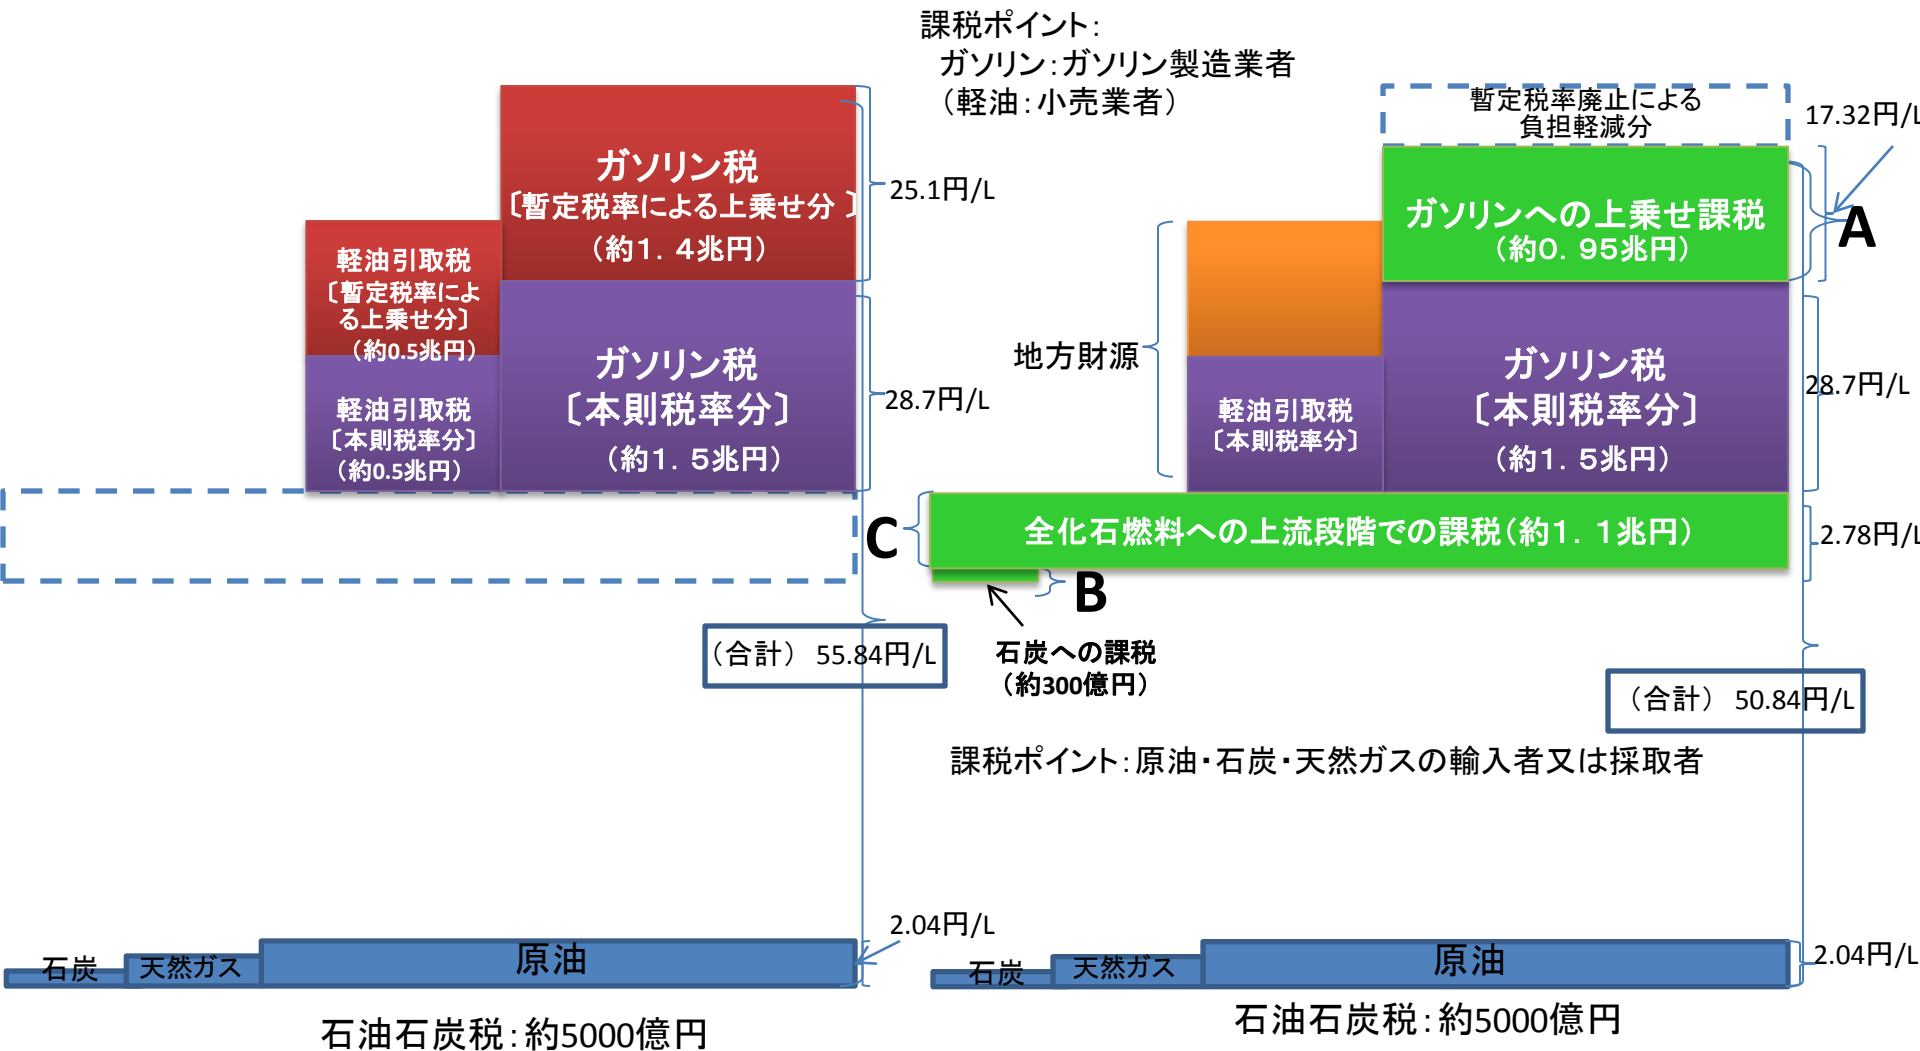 課税ポイント：
ガソリン：ガソリン製造業者
（軽油：小売業者）
ガソリン税
〔暫定税率による上乗せ分〕
（約１．４兆円）
25.1円/L
軽油引取税
〔暫定税率によ
る上乗せ分〕
（約0.5兆円）
ガソリン税
〔本則税率分〕
（約１．５兆円）
28.7円/L
軽油引取税
〔本則税率分〕
（約0.5兆円）
（合計） 55.84円/L
2.04円/L
石炭
天然ガス
原油
石油石炭税：約5000億円
暫定税率廃止による
負担軽減分
17.32円/L
ガソリンへの上乗せ課税
（約０．９５兆円）
A
地方財源
軽油引取税
〔本則税率分〕
ガソリン税
〔本則税率分〕
（約１．５兆円）
28.7円/L
C
全化石燃料への上流段階での課税（約１．１兆円）
2.78円/L
B
石炭への課税
（約300億円）
（合計） 50.84円/L
課税ポイント：原油・石炭・天然ガスの輸入者又は採取者
石炭
天然ガス
原油
2.04円/L
石油石炭税：約5000億円